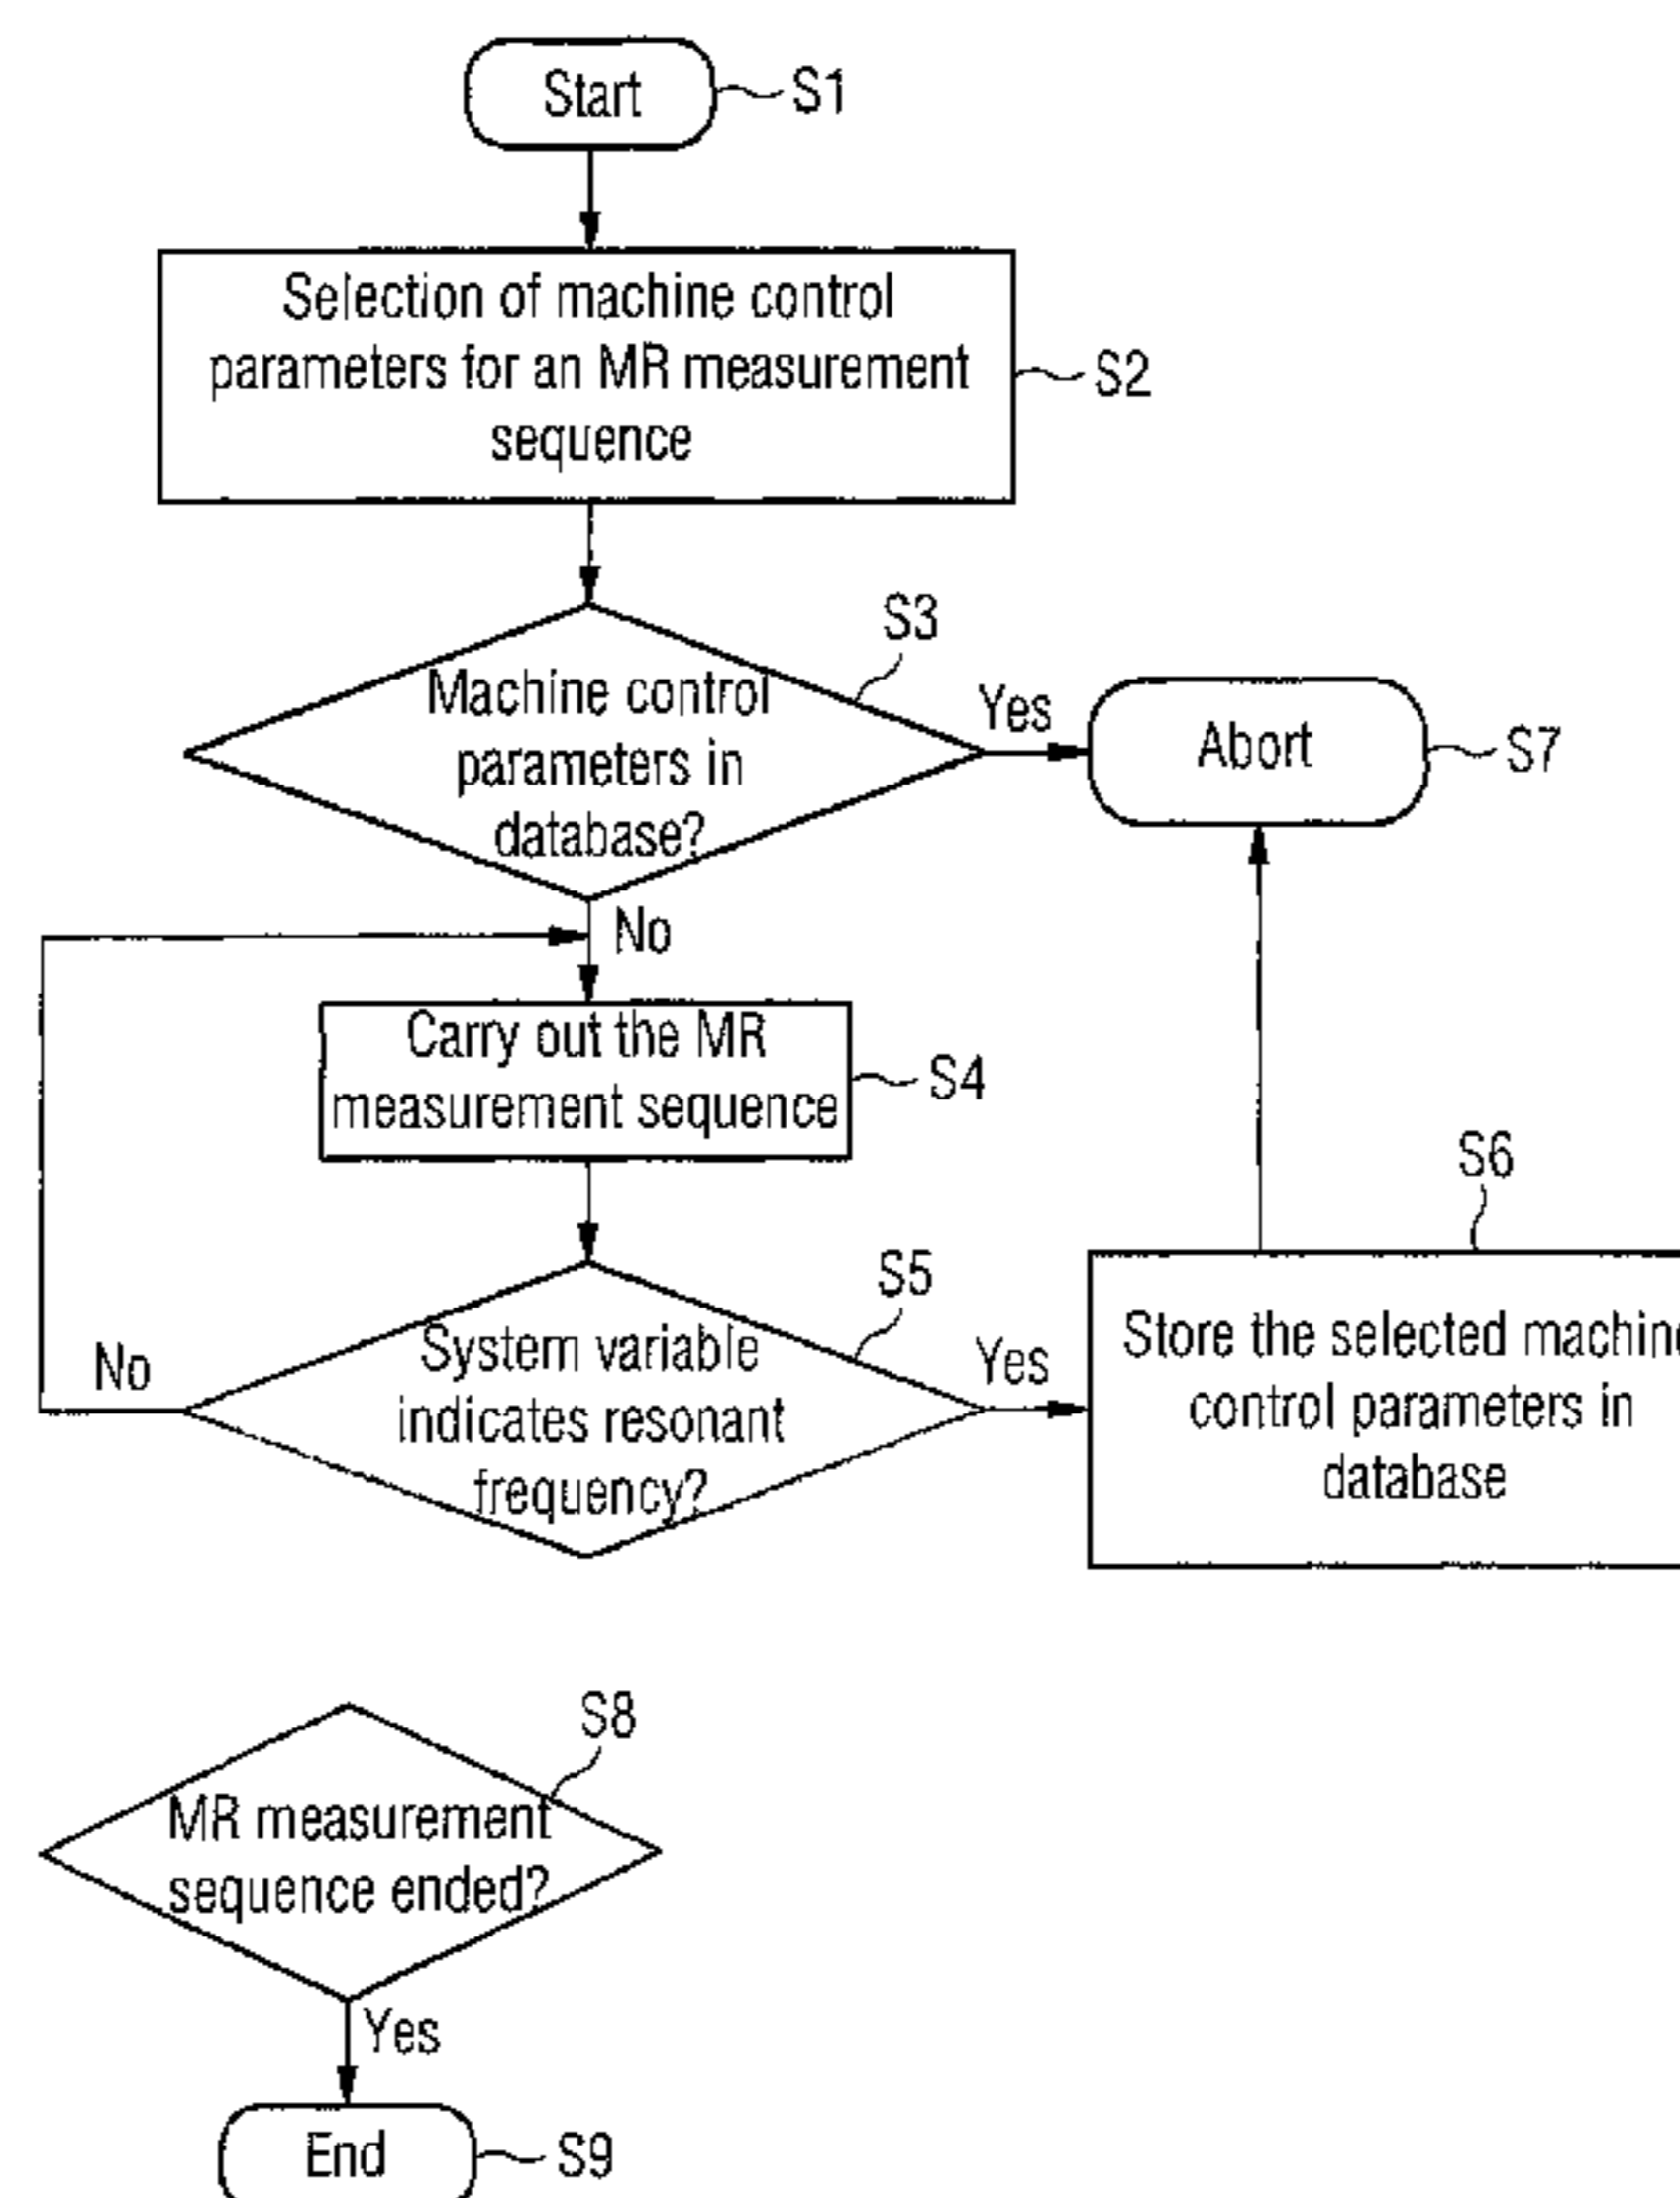 Start
S1
Selection of machine control
parameters for an MR measurement
sequence
S2
S3
Machine control
parameters in
database?
Yes
Abort
S7
No
Carry out the MR
measurement sequence
S4
S6
S5
System variable
indicates resonant
frequency?
No
Yes
Store the selected
control parameters in
database
S8
MR measurement
sequence ended?
Yes
End
S9